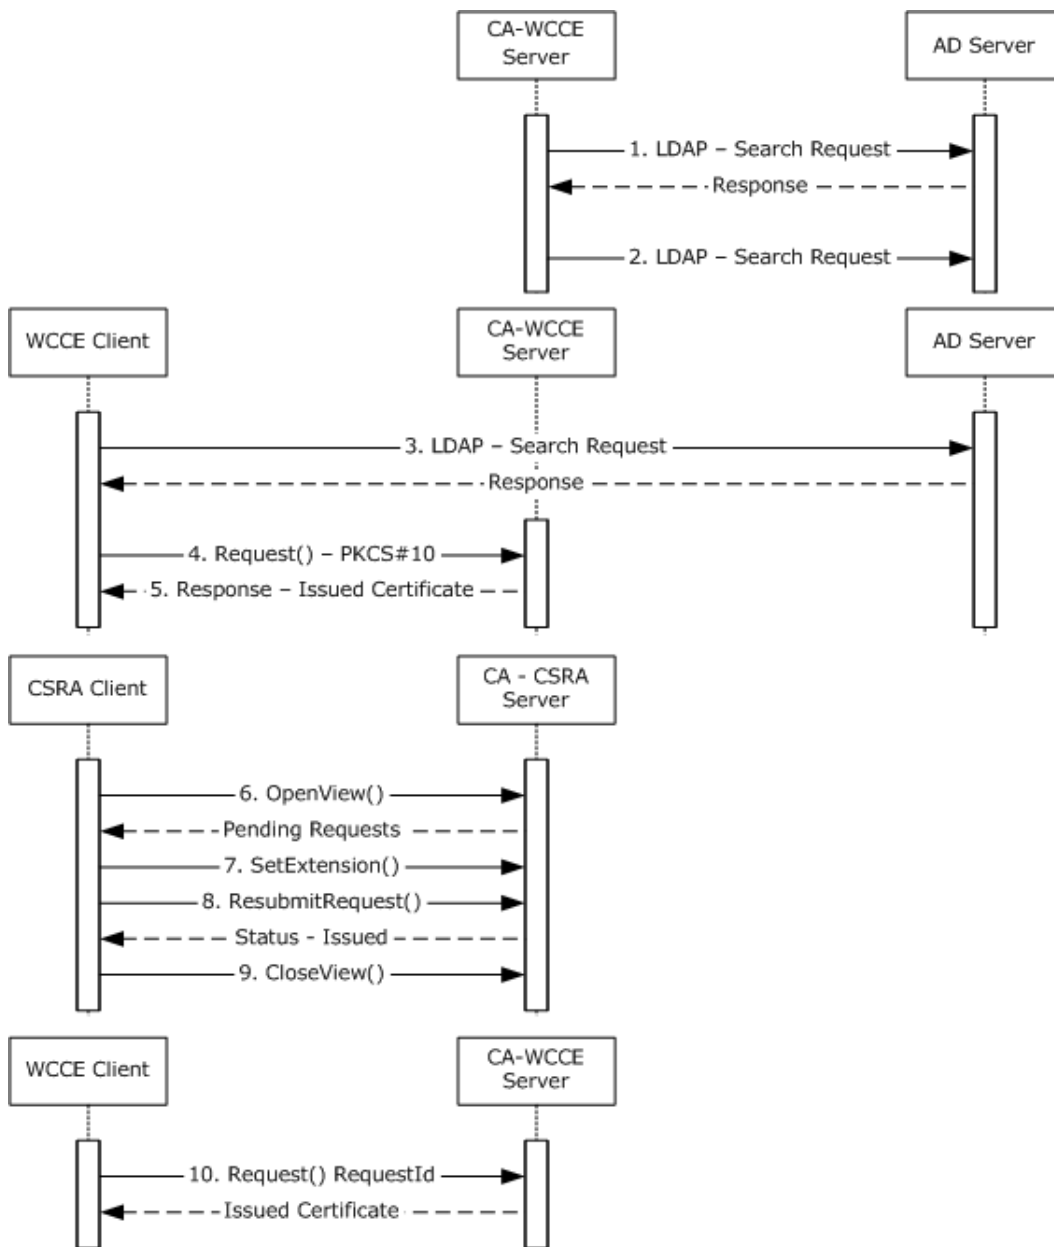 CA-WCCE
Server
AD Server
1. LDAP – Search Request
Response
2. LDAP – Search Request
WCCE Client
CA-WCCE
Server
AD Server
3. LDAP – Search Request
Response
4. Request() – PKCS#10
5. Response – Issued Certificate
CSRA Client
CA - CSRA
Server
6. OpenView()
Pending Requests
7. SetExtension()
8. ResubmitRequest()
Status - Issued
9. CloseView()
WCCE Client
CA-WCCE
Server
10. Request() RequestId
Issued Certificate